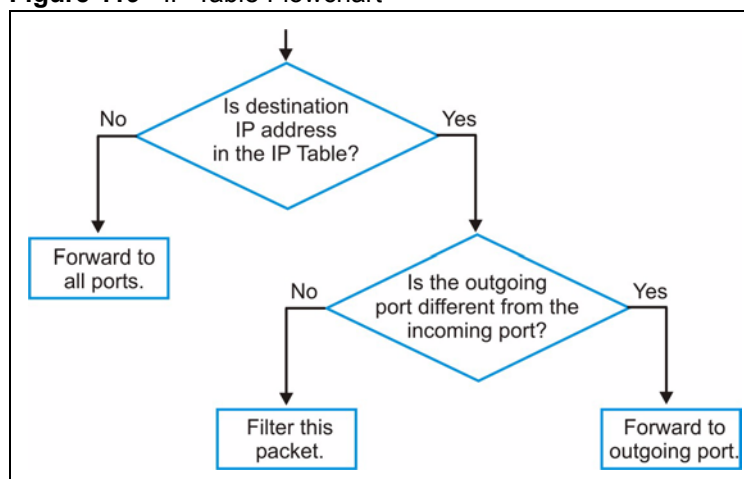 Is destination
IP address
in the IP Table?
No
Yes
Forward to
all ports.
Is the outgoing
port different from the
incoming port?
No
Yes
Filter this
packet.
Forward to
outgoing port.